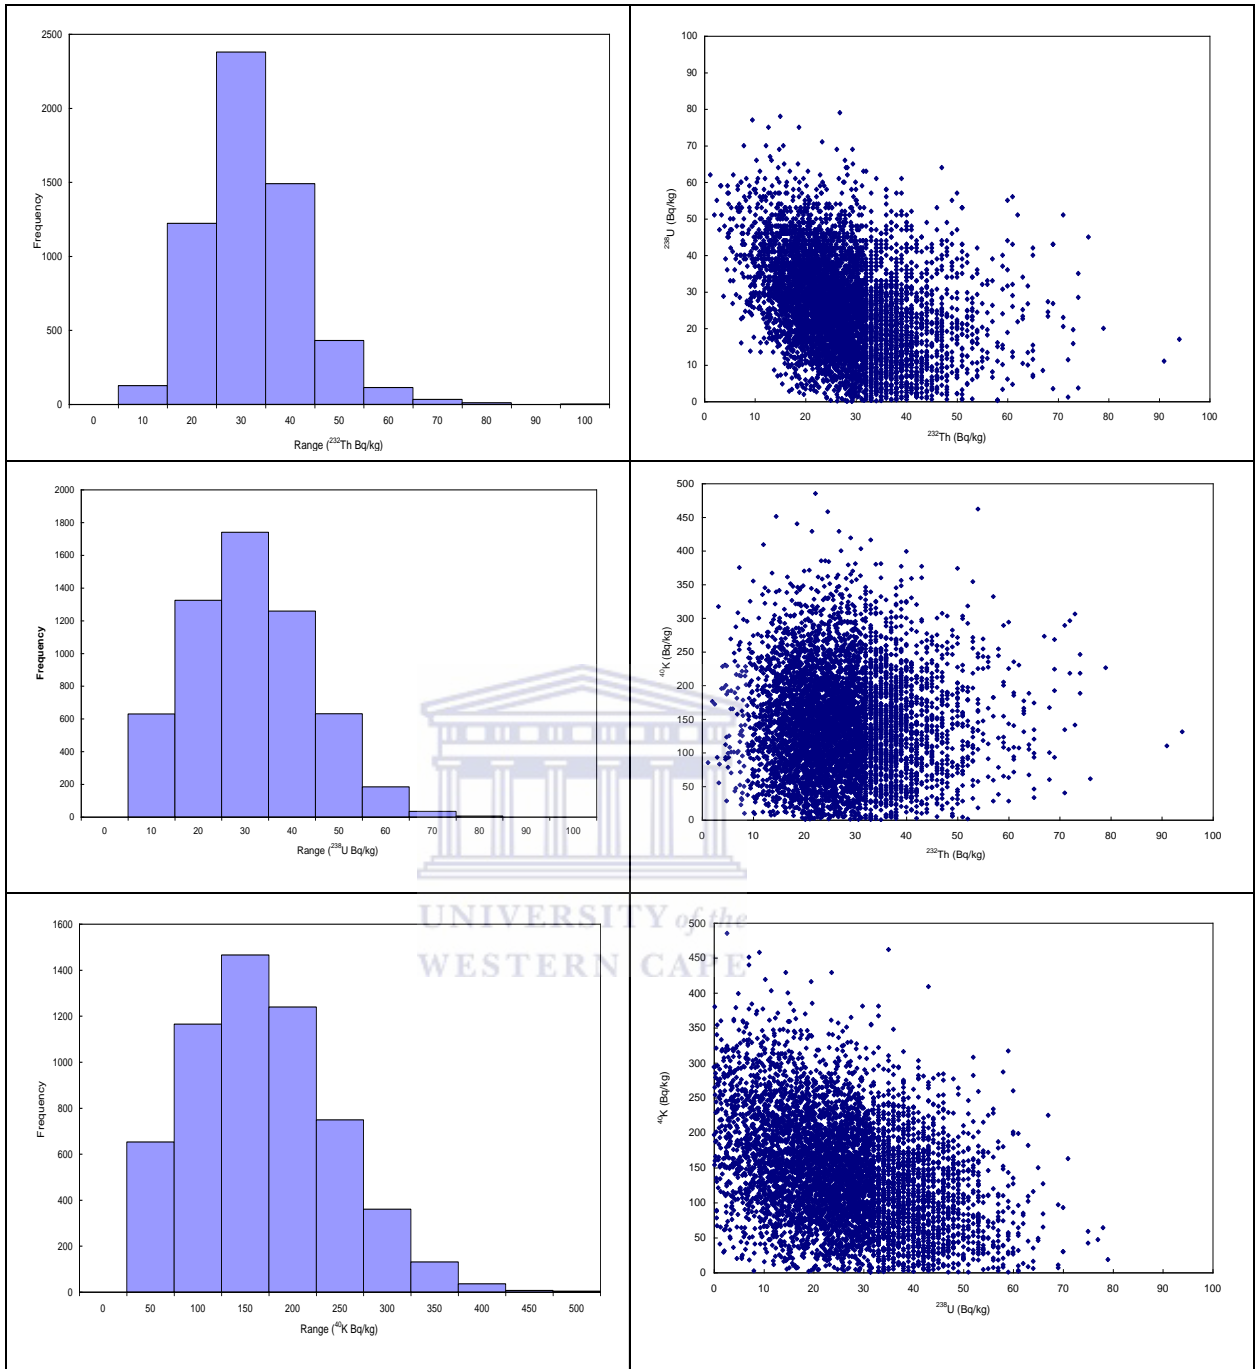 2500
2000
1500
1000
500
0
Frequency
0 10 20 30 40 50 60 70 80 90 100
Range (²³²Th Bq/kg)
100
90
80
70
60
50
40
30
20
10
0
²³⁸U (Bq/kg)
0 10 20 30 40 50 60 70 80 90 100
²³²Th (Bq/kg)
2000
1800
1600
1400
1200
1000
800
600
400
200
0
Frequency
0 10 20 30 40 50 60 70 80 90 100
Range (²³⁸U Bq/kg)
500
450
400
350
300
250
200
150
100
50
0
⁴⁰K (Bq/kg)
0 10 20 30 40 50 60 70 80 90 100
²³²Th (Bq/kg)
UNIVERSITY of the
WESTERN CAPE
1600
1400
1200
1000
800
600
400
200
0
Frequency
0 50 100 150 200 250 300 350 400 450 500
Range (⁴⁰K Bq/kg)
500
450
400
350
300
250
200
150
100
50
0
⁴⁰K (Bq/kg)
0 10 20 30 40 50 60 70 80 90 100
²³⁸U (Bq/kg)